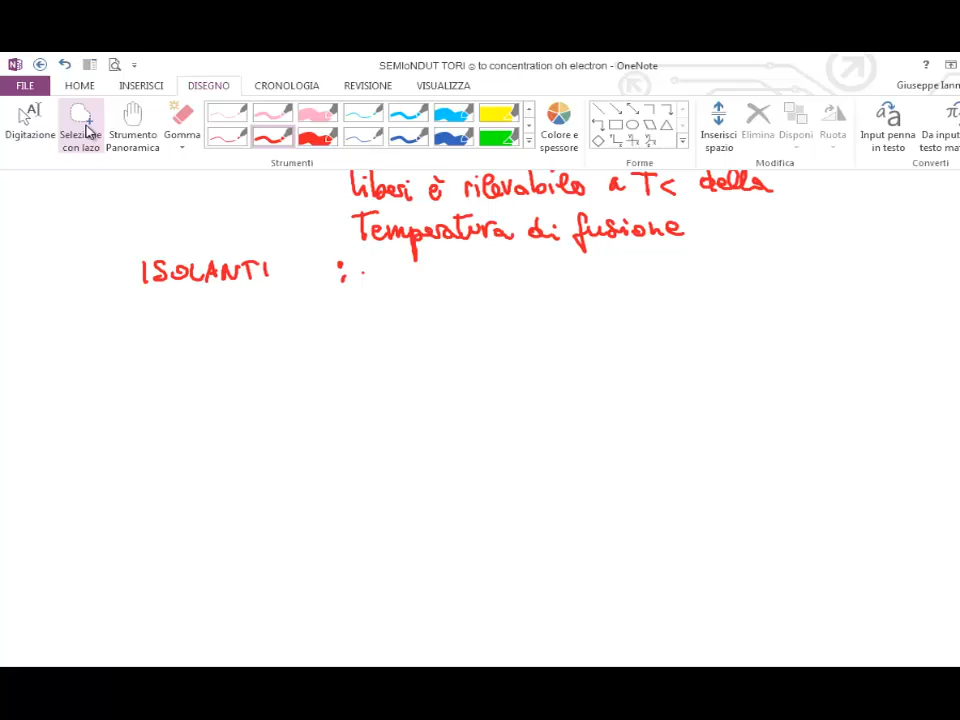 SEMIoNDUT TORI ☺ to concentration oh electron - OneNote
?
FILE HOME INSERISCI DISEGNO CRONOLOGIA REVISIONE VISUALIZZA
Giuseppe Iann
Digitazione
Selezione con lazo
Strumento Panoramica
Gomma
Colore e spessore
Inserisci spazio
Elimina
Disponi
Ruota
Input penna in testo
Da input testo mat
Strumenti
Forme
Modifica
Converti
liberi è rilevabile a T< della
Temperatura di fusione
ISOLANTI :